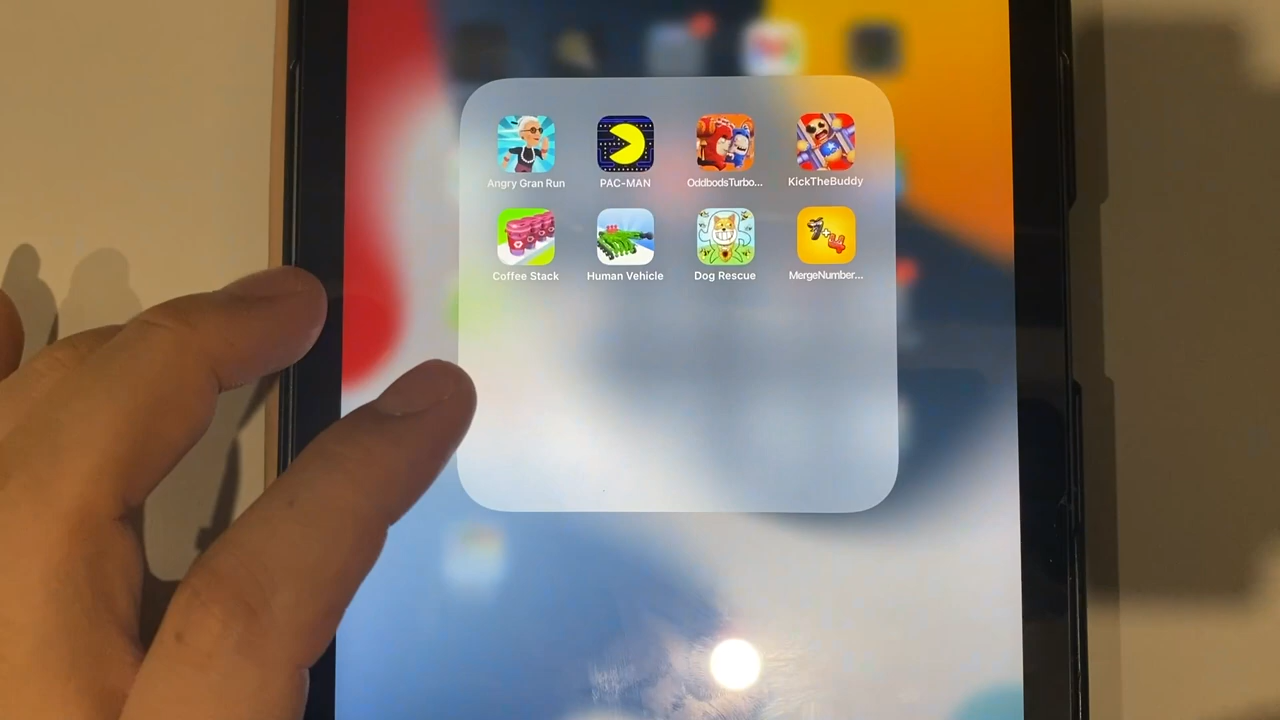 Angry Gran Run
PAC-MAN
OddbodsTurbo...
KickTheBuddy
Coffee Stack
Human Vehicle
Dog Rescue
MergeNumber...